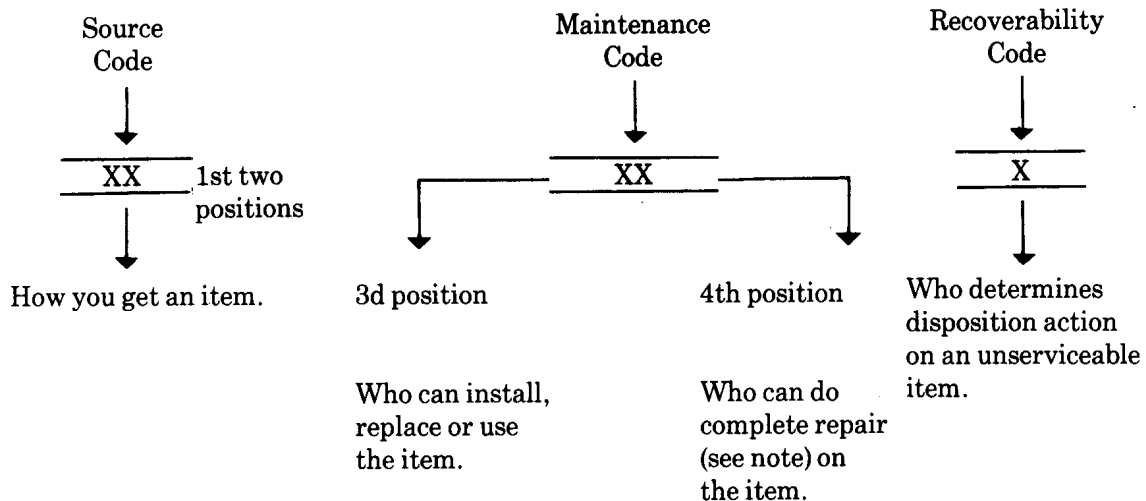 Source
Code
Maintenance
Code
Recoverability
Code
XX
1st two
positions
XX
X
How you get an item.
3d position
4th position
Who determines
disposition action
on an unserviceable
item.
Who can install,
replace or use
the item.
Who can do
complete repair
(see note) on
the item.